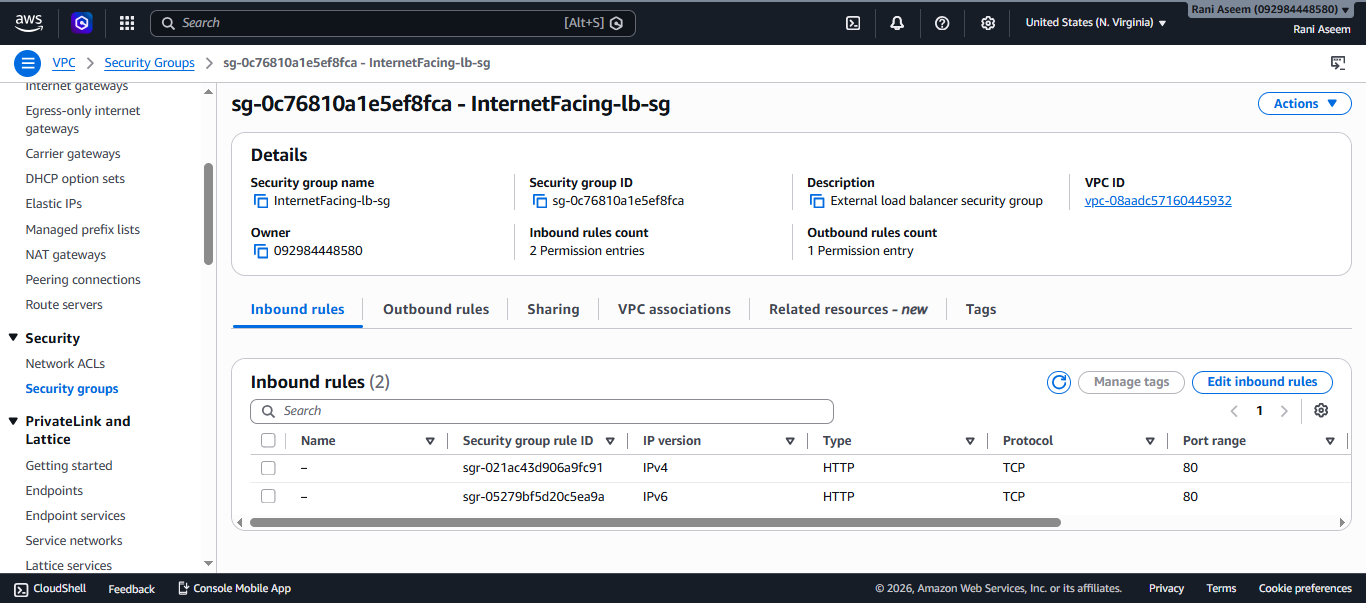 aws
Search [Alt+S]
United States (N. Virginia)
Rani Aseem (092984448580)
Rani Aseem
VPC
Security Groups
sg-0c76810a1e5ef8fca - InternetFacing-lb-sg
Internet gateways
Egress-only internet
gateways
Carrier gateways
DHCP option sets
Elastic IPs
Managed prefix lists
NAT gateways
Peering connections
Route servers
Security
Network ACLs
Security groups
PrivateLink and
Lattice
Getting started
Endpoints
Endpoint services
Service networks
Lattice services
sg-0c76810a1e5ef8fca - InternetFacing-lb-sg
Actions
Details
Security group name
InternetFacing-lb-sg
Security group ID
sg-0c76810a1e5ef8fca
Description
External load balancer security group
VPC ID
vpc-08aadc57160445932
Owner
092984448580
Inbound rules count
2 Permission entries
Outbound rules count
1 Permission entry
Inbound rules
Outbound rules
Sharing
VPC associations
Related resources - new
Tags
Inbound rules (2)
Manage tags
Edit inbound rules
Search
1
Name Security group rule ID IP version Type Protocol Port range
– sgr-021ac43d906a9fc91 IPv4 HTTP TCP 80
– sgr-05279bf5d20c5ea9a IPv6 HTTP TCP 80
CloudShell Feedback Console Mobile App
© 2026, Amazon Web Services, Inc. or its affiliates. Privacy Terms Cookie preferences